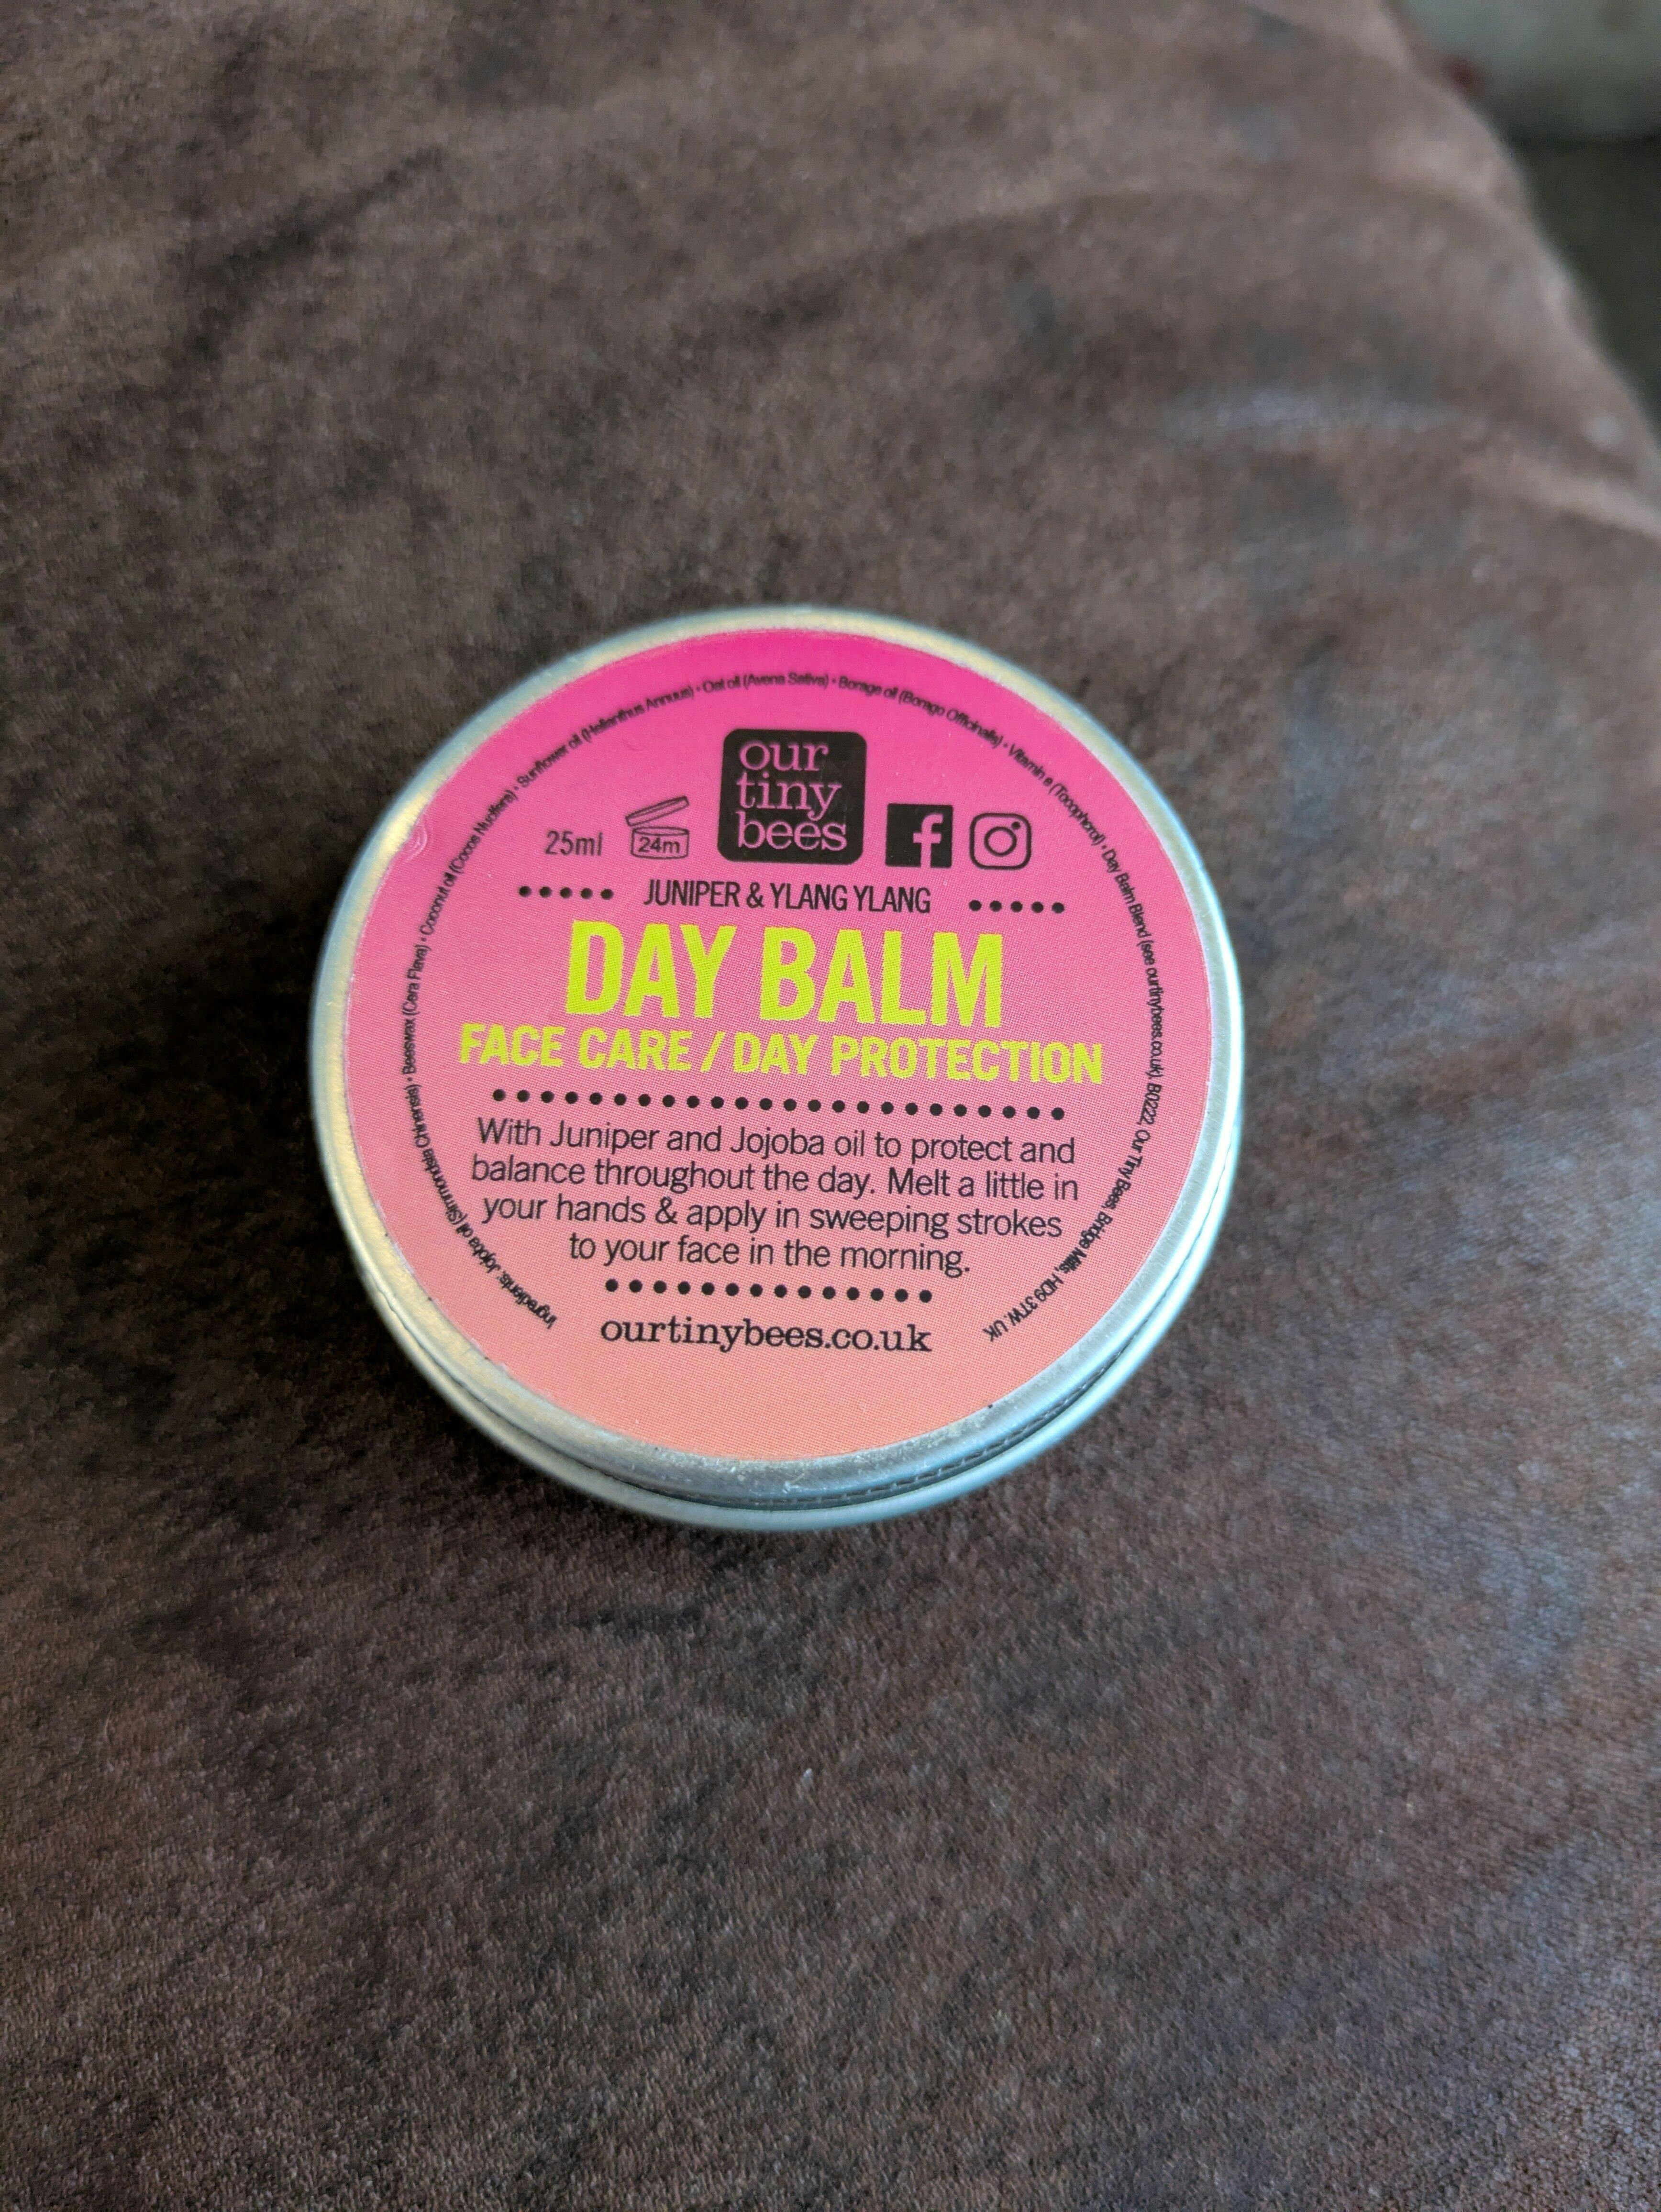 Ingredients: Jojoba oil (Simmondsia Chinensis) • Beeswax (Cera Flava) • Coconut oil (Cocos Nucifera) • Sunflower oil (Helianthus Annuus) • Oat oil (Avena Sativa) • Borage oil (Borago Officinalis) • Vitamin e (Tocopherol) • Day Balm Blend (see ourtinybees.co.uk). B0222, Our Tiny Bees, Bridge Mills, HD9 3TW. UK
our
tiny
bees
25ml 24m
JUNIPER & YLANG YLANG
DAY BALM
FACE CARE / DAY PROTECTION
With Juniper and Jojoba oil to protect and
balance throughout the day. Melt a little in
your hands & apply in sweeping strokes
to your face in the morning.
ourtinybees.co.uk